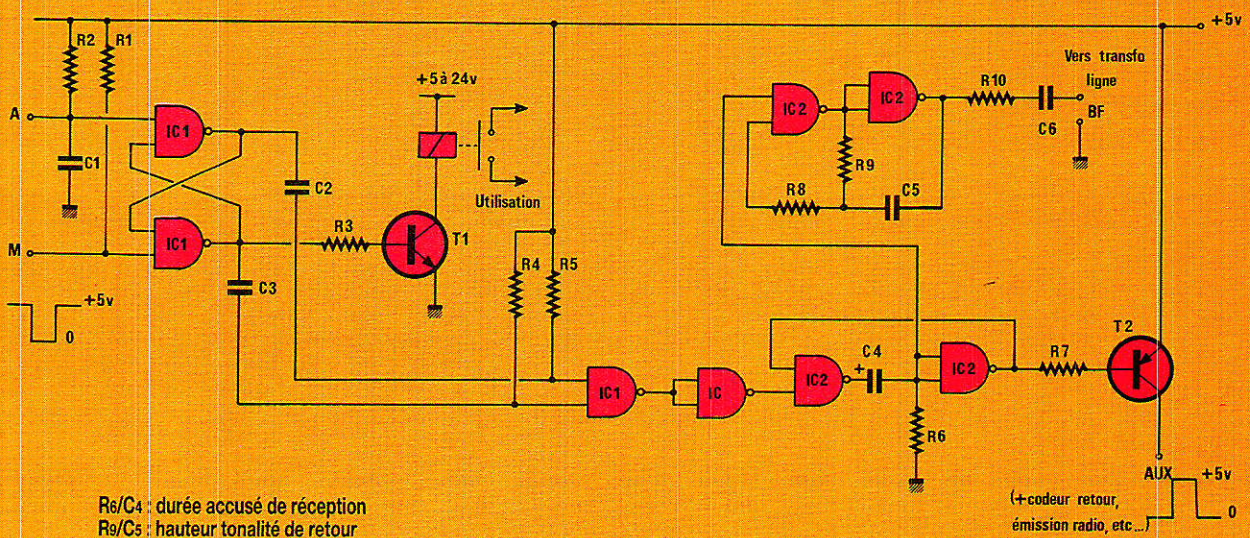 R2
R1
+5v
A
IC1
C1
+5 à 24v
C2
Utilisation
R3
T1
M
IC1
C3
+5v
0
R4
R5
IC2
IC2
R10
Vers transfo
ligne
BF
C6
R9
R8
C5
IC1
IC
IC2
+
C4
IC2
R7
T2
R6
AUX
+5v
0
(+codeur retour,
émission radio, etc...)
R6/C4 : durée accusé de réception
R9/C5 : hauteur tonalité de retour